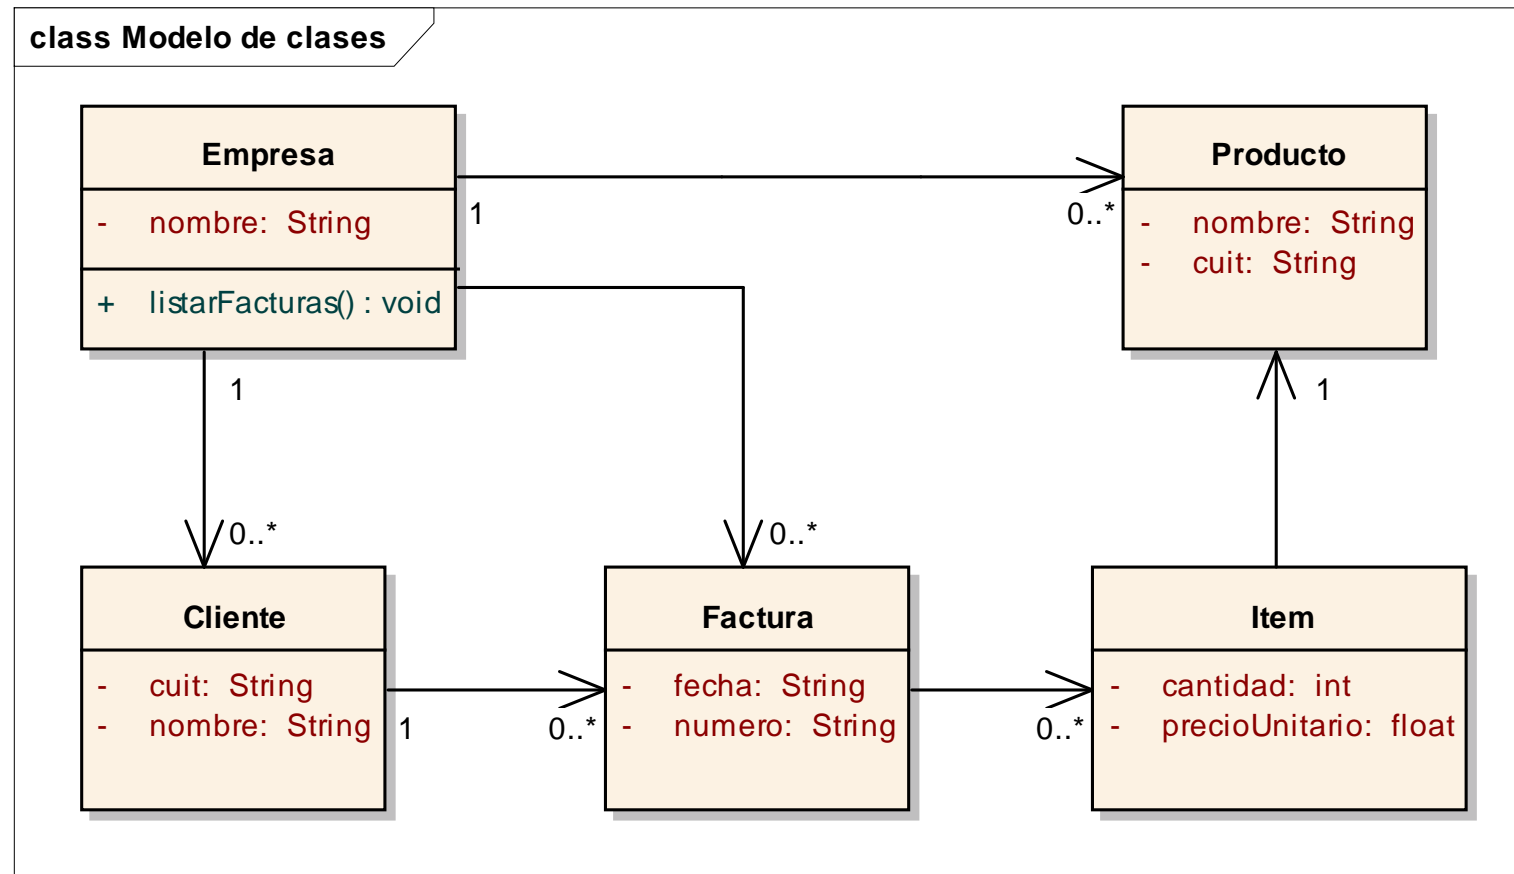 class Modelo de clases
Empresa
- nombre: String
+ listarFacturas() : void
1
0..*
Producto
- nombre: String
- cuit: String
1
0..*
0..*
1
Cliente
- cuit: String
- nombre: String
1
0..*
Factura
- fecha: String
- numero: String
0..*
Item
- cantidad: int
- precioUnitario: float